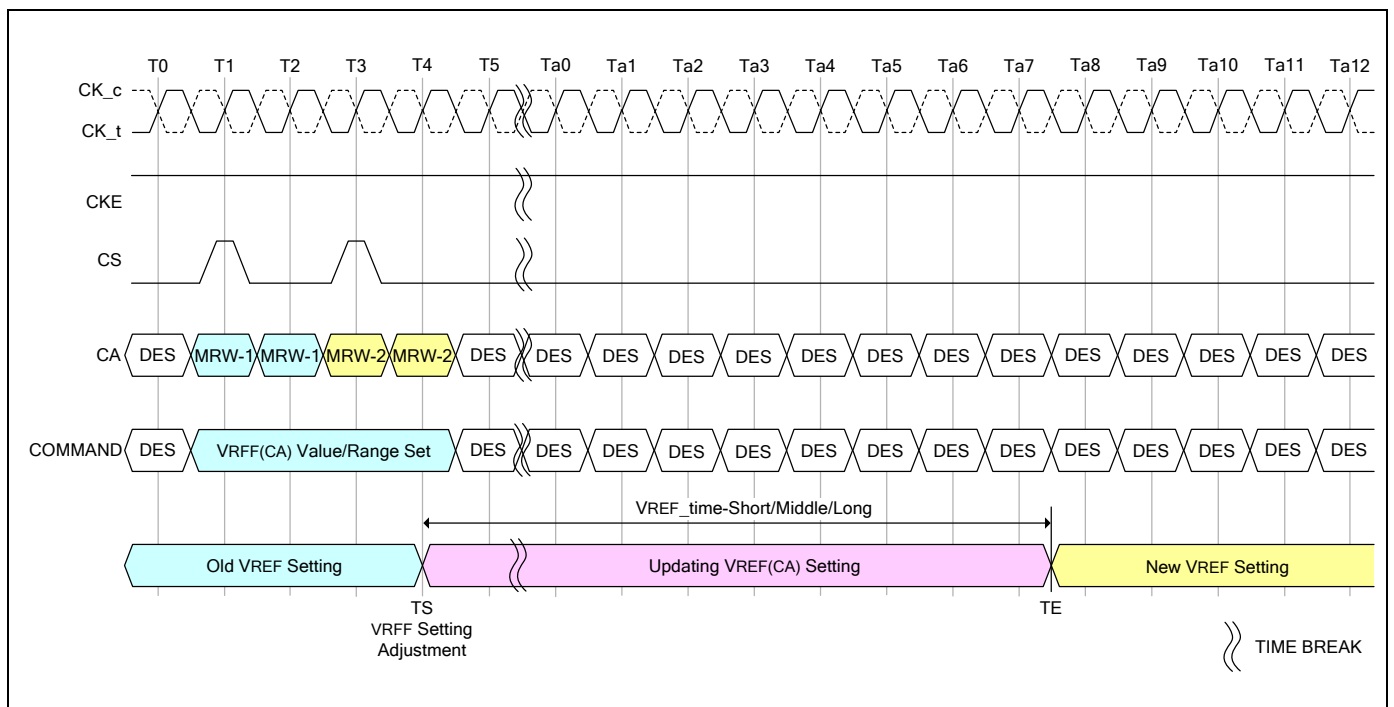 T0 T1 T2 T3 T4 T5 Ta0 Ta1 Ta2 Ta3 Ta4 Ta5 Ta6 Ta7 Ta8 Ta9 Ta10 Ta11 Ta12
CK_c
CK_t
CKE
CS
CA DES MRW-1 MRW-1 MRW-2 MRW-2 DES DES DES DES DES DES DES DES DES DES DES DES DES DES
COMMAND DES VRFF(CA) Value/Range Set DES DES DES DES DES DES DES DES DES DES DES DES DES DES
VREF_time-Short/Middle/Long
Old VREF Setting Updating VREF(CA) Setting New VREF Setting
TS TE
VRFF Setting
Adjustment
TIME BREAK